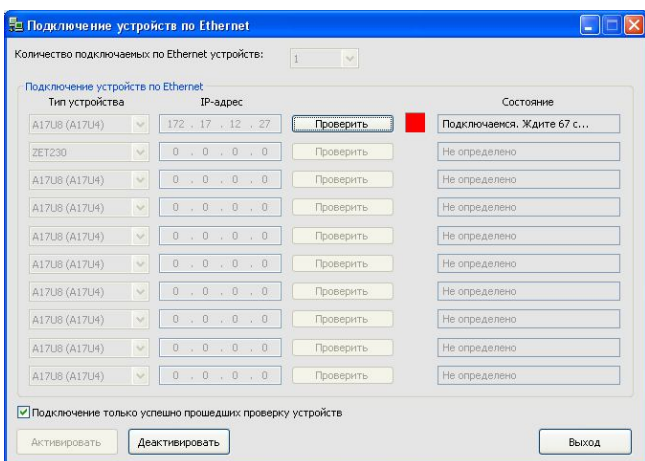 Подключение устройств по Ethernet
Количество подключаемых по Ethernet устройств: 1
Подключение устройств по Ethernet
Тип устройства IP-адрес Состояние
A17U8 (A17U4) 172 . 17 . 12 . 27 Проверить Подключаемся. Ждите 67 с...
ZET230 0 . 0 . 0 . 0 Проверить Не определено
A17U8 (A17U4) 0 . 0 . 0 . 0 Проверить Не определено
A17U8 (A17U4) 0 . 0 . 0 . 0 Проверить Не определено
A17U8 (A17U4) 0 . 0 . 0 . 0 Проверить Не определено
A17U8 (A17U4) 0 . 0 . 0 . 0 Проверить Не определено
A17U8 (A17U4) 0 . 0 . 0 . 0 Проверить Не определено
A17U8 (A17U4) 0 . 0 . 0 . 0 Проверить Не определено
A17U8 (A17U4) 0 . 0 . 0 . 0 Проверить Не определено
A17U8 (A17U4) 0 . 0 . 0 . 0 Проверить Не определено
Подключение только успешно прошедших проверку устройств
Активировать Деактивировать Выход